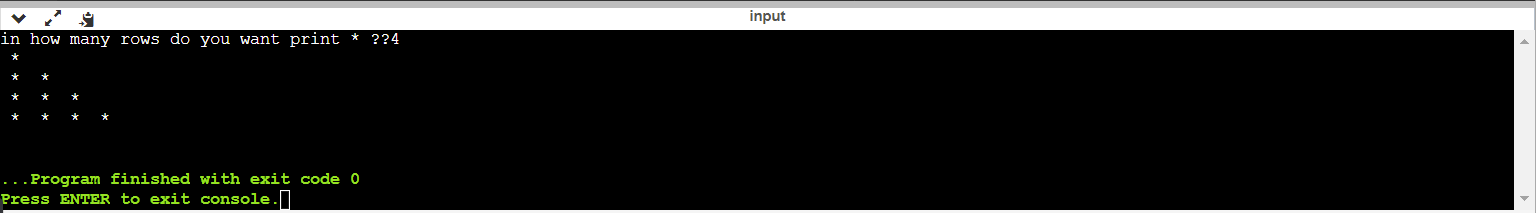 input
in how many rows do you want print * ??4
 *
 *  *
 *  *  *
 *  *  *  *
...Program finished with exit code 0
Press ENTER to exit console.